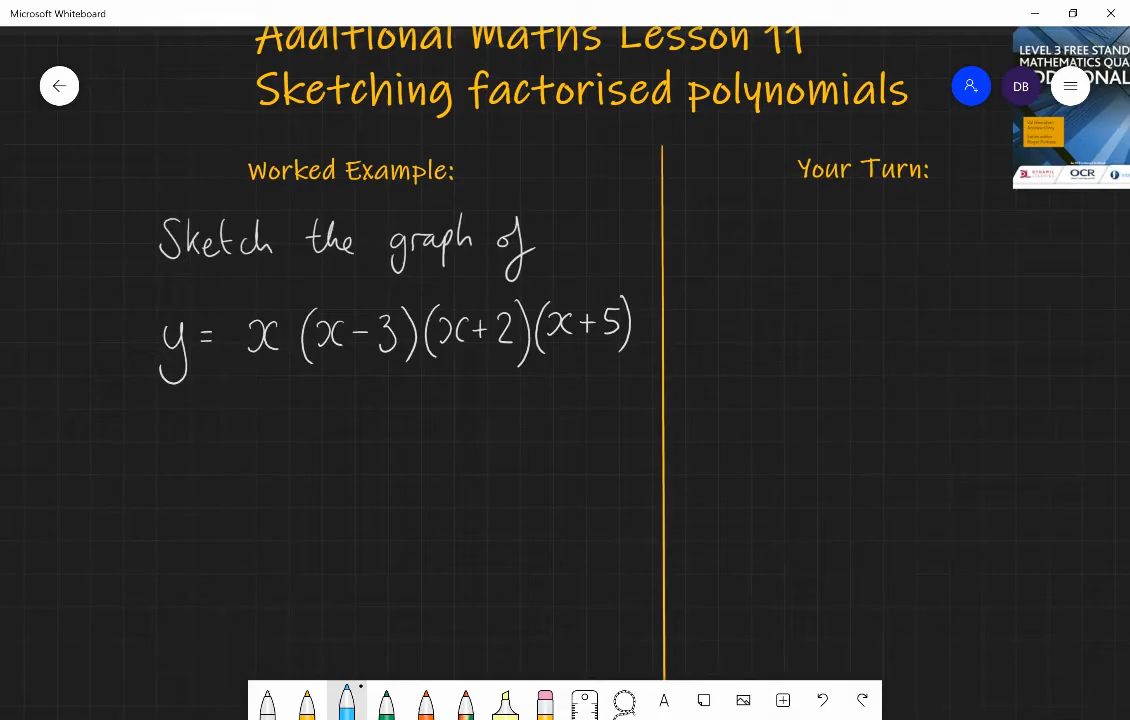 Microsoft Whiteboard
Additional Maths Lesson 11
Sketching factorised polynomials
LEVEL 3 FREE STAND
MATHEMATICS QUA
DB
OCR
Worked Example:
Your Turn:
Sketch the graph of
y = x (x-3)(x+2)(x+5)
A